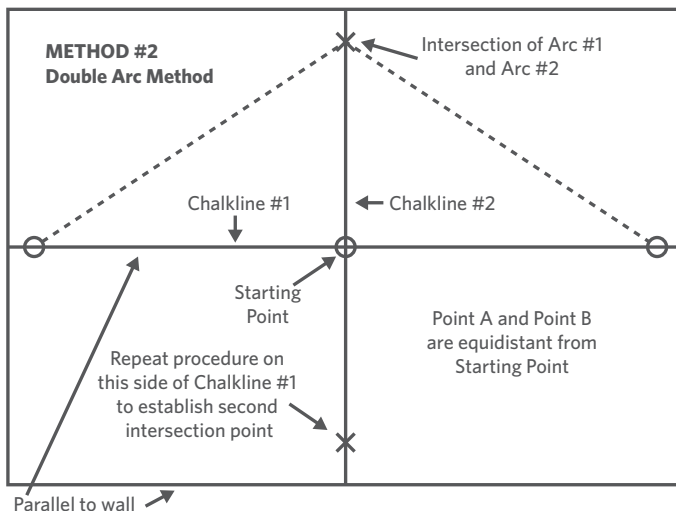 METHOD #2
Double Arc Method
Intersection of Arc #1
and Arc #2
Chalkline #1
Chalkline #2
Starting
Point
Point A and Point B
are equidistant from
Starting Point
Repeat procedure on
this side of Chalkline #1
to establish second
intersection point
Parallel to wall